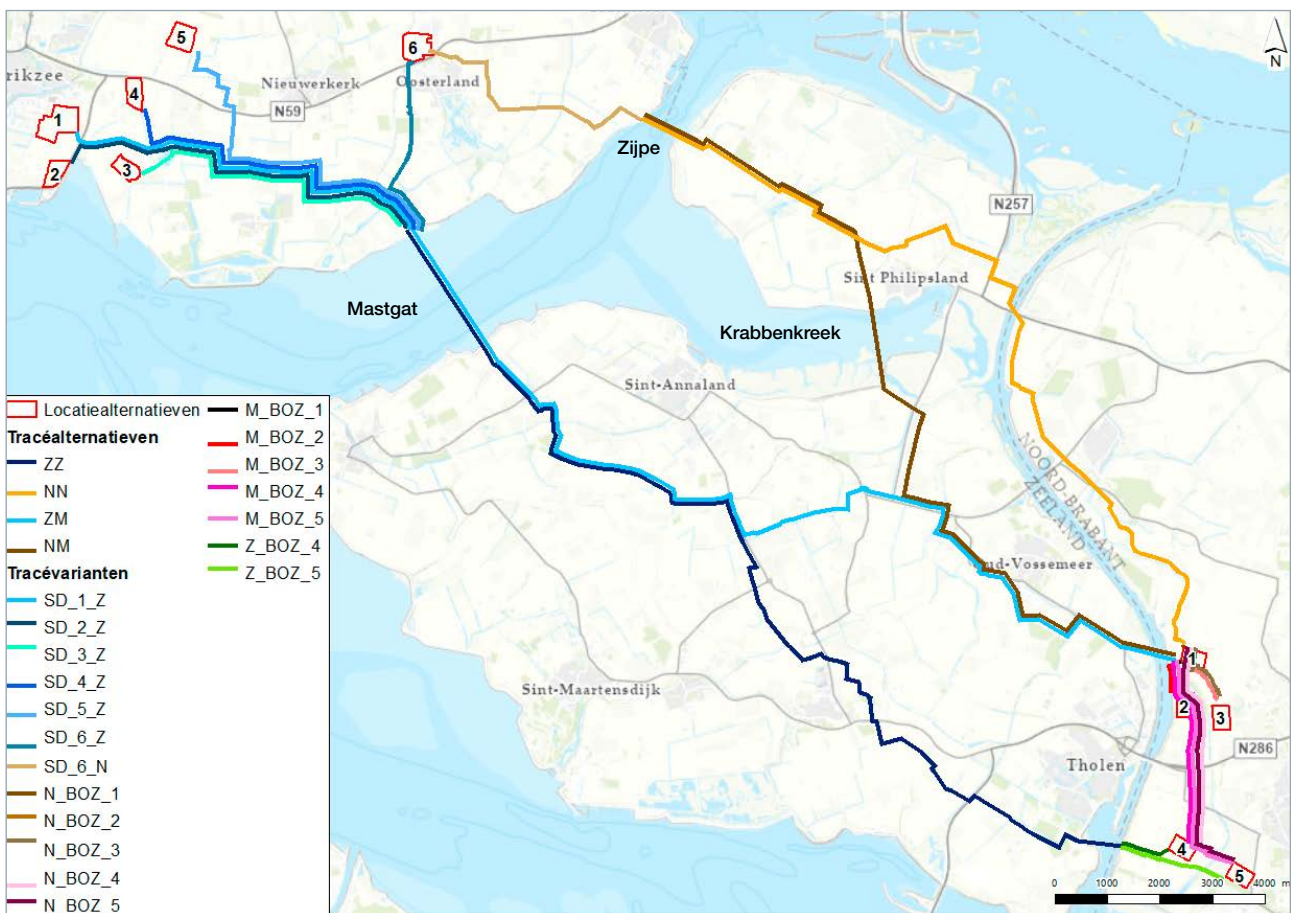 5
6
N
rikzee
Nieuwerkerk
Oosterland
4
N59
1
Zijpe
2
3
N257
Sint Philipsland
Mastgat
Krabbenkreek
Sint-Annaland
Locatiealternatieven
Tracéalternatieven
ZZ
NN
ZM
NM
Tracévarianten
SD_1_Z
SD_2_Z
SD_3_Z
SD_4_Z
SD_5_Z
SD_6_Z
SD_6_N
N_BOZ_1
N_BOZ_2
N_BOZ_3
N_BOZ_4
N_BOZ_5
M_BOZ_1
M_BOZ_2
M_BOZ_3
M_BOZ_4
M_BOZ_5
Z_BOZ_4
Z_BOZ_5
NOORD-BRABANT
ZEELAND
ud-Vossemeer
1
Sint-Maartensdijk
2
3
N286
Tholen
4
5
0 1000 2000 3000 4000 m